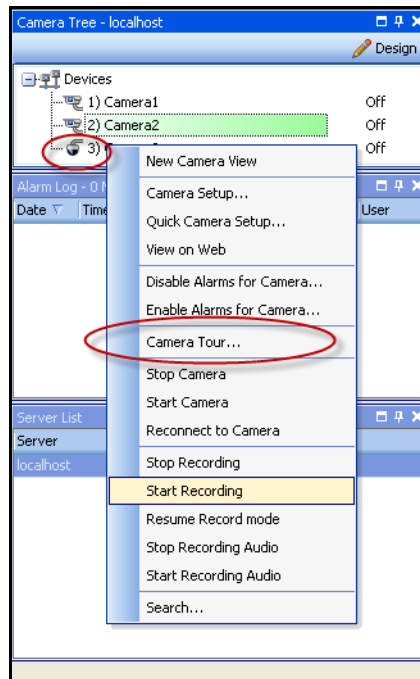 Camera Tree - localhost
Design
Devices
1) Camera1 Off
2) Camera2 Off
3) Off
New Camera View
Alarm Log - 0
Camera Setup...
Date Time User
Quick Camera Setup...
View on Web
Disable Alarms for Camera...
Enable Alarms for Camera...
Camera Tour...
Stop Camera
Start Camera
Server List
Reconnect to Camera
Server
localhost
Stop Recording
Start Recording
Resume Record mode
Stop Recording Audio
Start Recording Audio
Search...